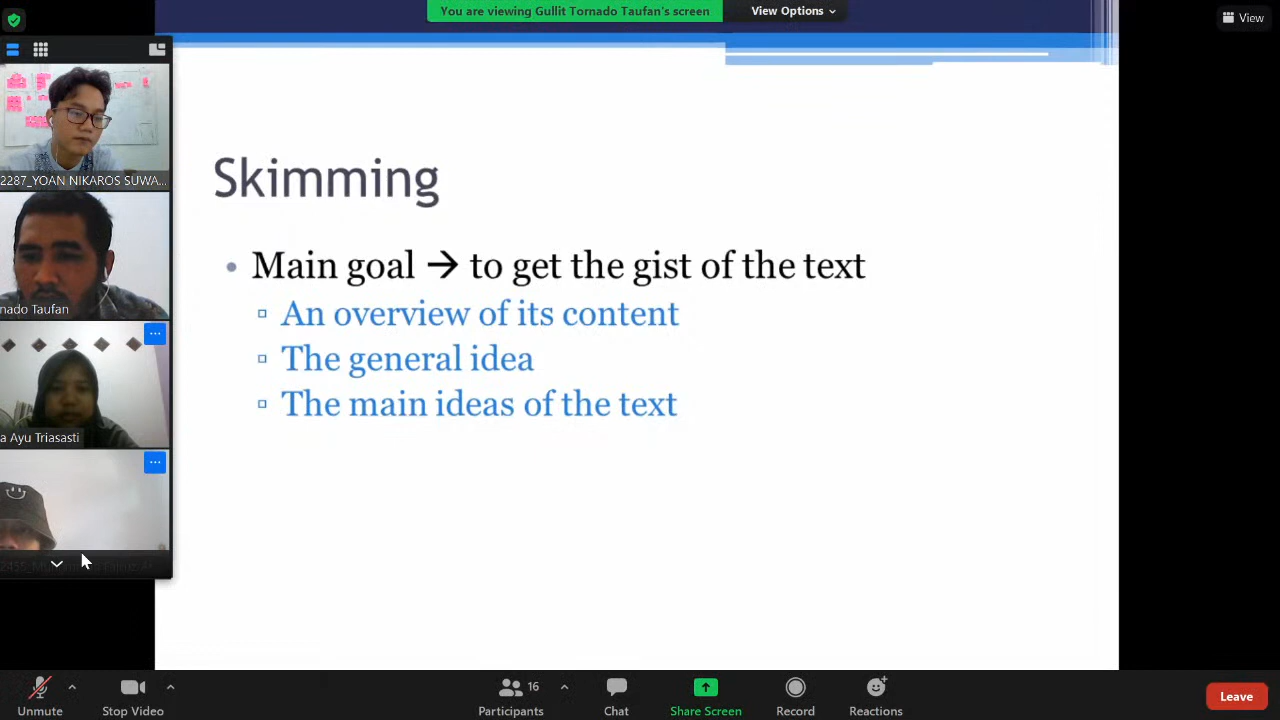 You are viewing Gullit Tornado Taufan's screen
View Options
View
2287_YOAN NIKAROS SUWA...
nado Taufan
a Ayu Triasasti
Skimming
• Main goal → to get the gist of the text
▫ An overview of its content
▫ The general idea
▫ The main ideas of the text
Unmute
Stop Video
16
Participants
Chat
Share Screen
Record
Reactions
Leave